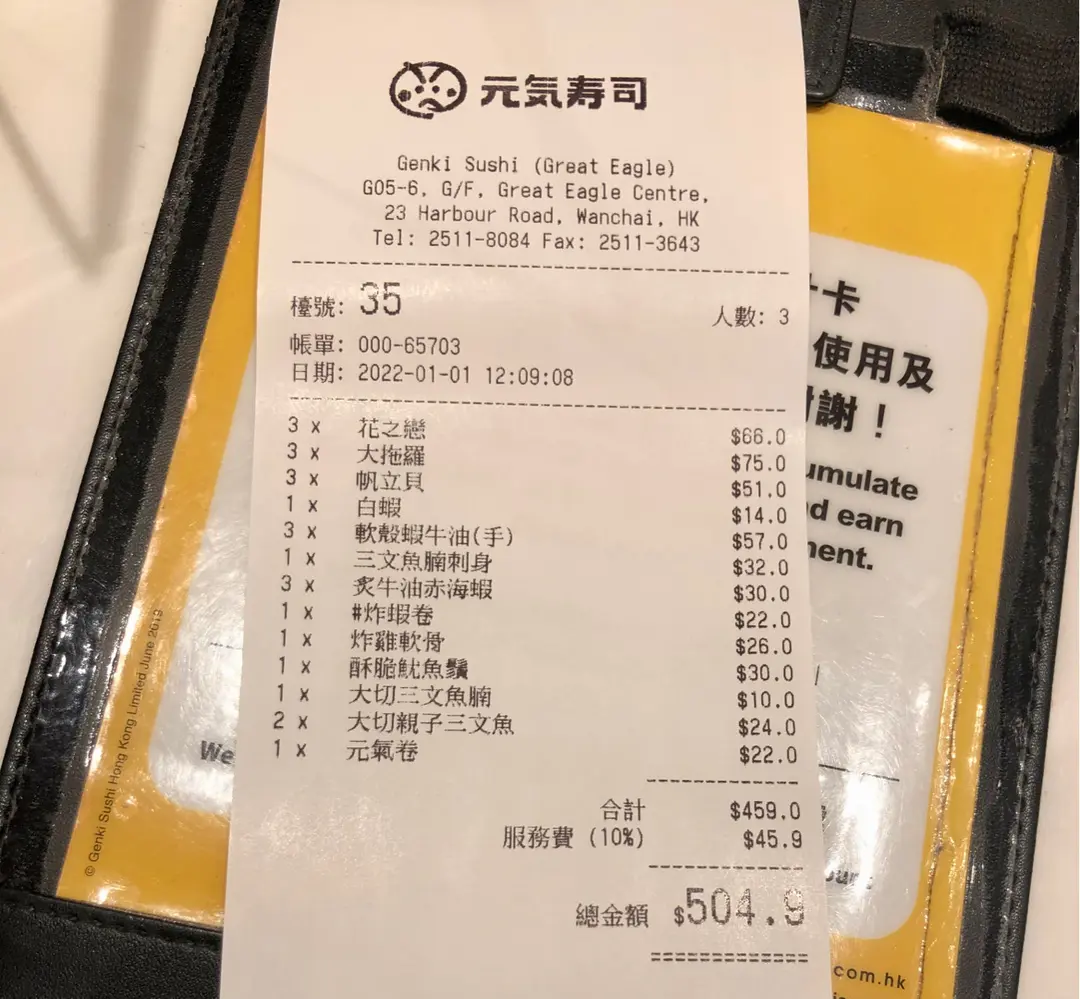 元気寿司
Genki Sushi (Great Eagle)
G05-6, G/F, Great Eagle Centre,
23 Harbour Road, Wanchai, HK
Tel: 2511-8084 Fax: 2511-3643
檯號: 35 人數: 3
帳單: 000-65703
日期: 2022-01-01 12:09:08
3 x 花之戀 $66.0
3 x 大拖羅 $75.0
3 x 帆立貝 $51.0
1 x 白蝦 $14.0
3 x 軟殼蝦牛油(手) $57.0
1 x 三文魚腩刺身 $32.0
3 x 炙牛油赤海蝦 $30.0
1 x #炸蝦卷 $22.0
1 x 炸雞軟骨 $26.0
1 x 酥脆魷魚鬚 $30.0
1 x 大切三文魚腩 $10.0
2 x 大切親子三文魚 $24.0
1 x 元氣卷 $22.0
合計 $459.0
服務費 (10%) $45.9
總金額 $504.9
卡
使用及
謝！
umulate
d earn
ent.
We
© Genki Sushi Hong Kong Limited June 2019
com.hk